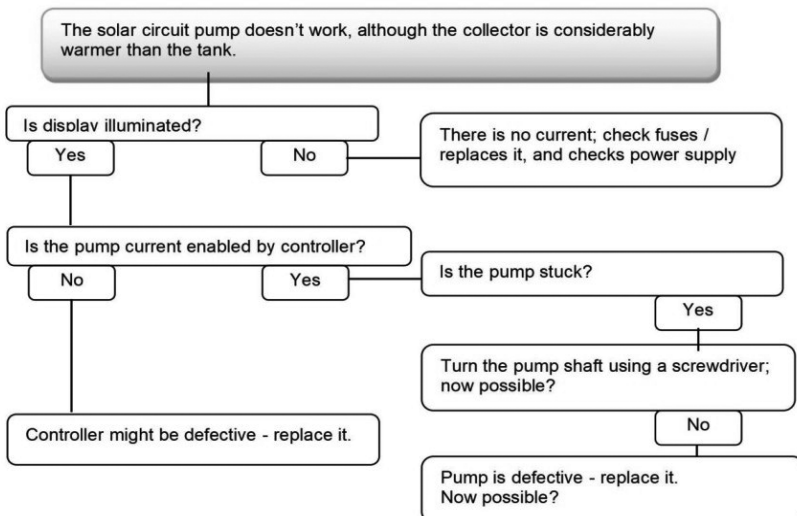 The solar circuit pump doesn't work, although the collector is considerably
warmer than the tank.
Is display illuminated?
Yes
No
There is no current; check fuses /
replaces it, and checks power supply
Is the pump current enabled by controller?
No
Yes
Is the pump stuck?
Yes
Turn the pump shaft using a screwdriver;
now possible?
No
Controller might be defective - replace it.
Pump is defective - replace it.
Now possible?